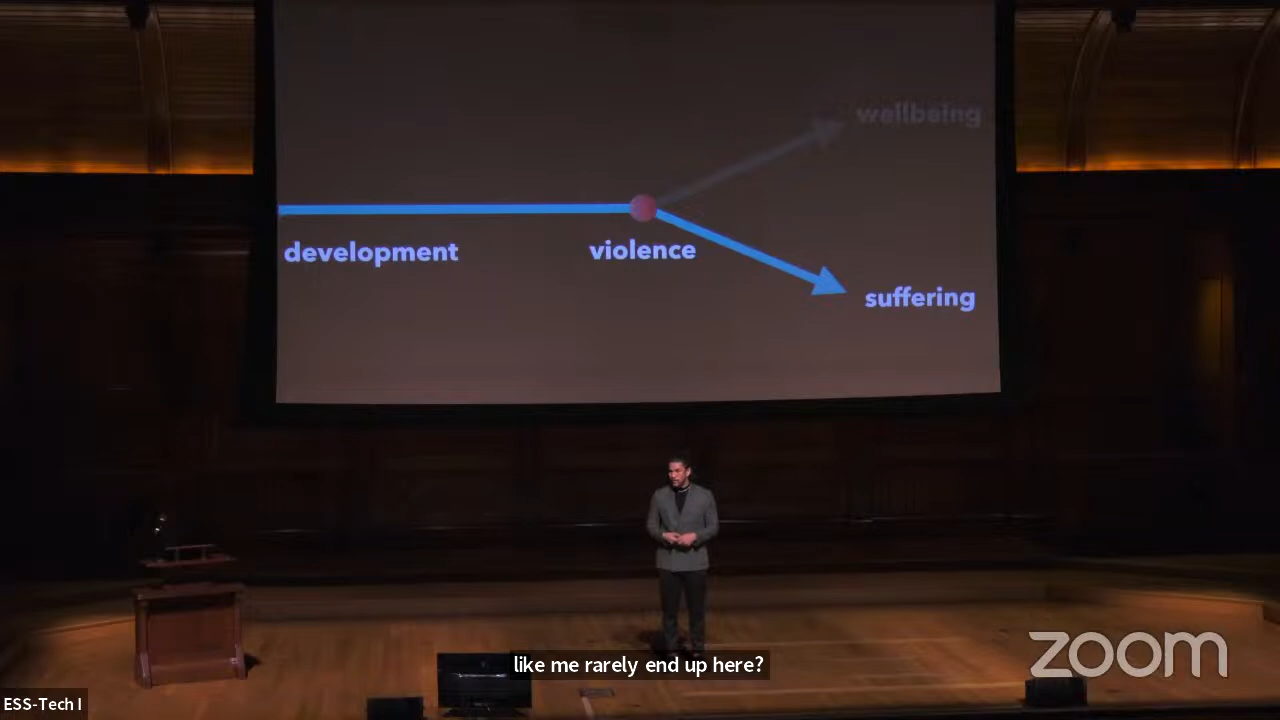 wellbeing
development
violence
suffering
like me rarely end up here?
zoom
ESS-Tech I